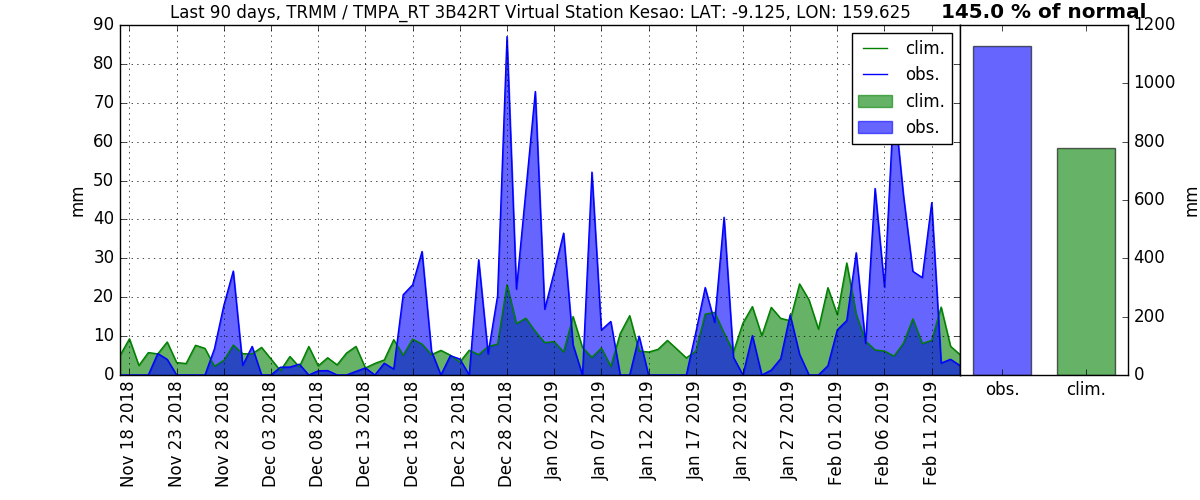 Last 90 days, TRMM / TMPA_RT 3B42RT Virtual Station Kesao: LAT: -9.125, LON: 159.625
145.0 % of normal
90
80
70
60
50
40
30
20
10
0
mm
clim.
obs.
clim.
obs.
Nov 18 2018
Nov 23 2018
Nov 28 2018
Dec 03 2018
Dec 08 2018
Dec 13 2018
Dec 18 2018
Dec 23 2018
Dec 28 2018
Jan 02 2019
Jan 07 2019
Jan 12 2019
Jan 17 2019
Jan 22 2019
Jan 27 2019
Feb 01 2019
Feb 06 2019
Feb 11 2019
1200
1000
800
600
400
200
0
mm
obs.
clim.